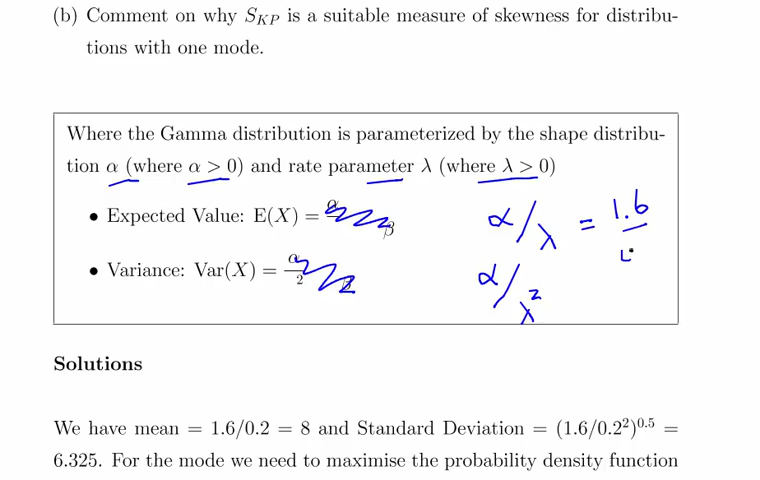 (b) Comment on why S_KP is a suitable measure of skewness for distribu-
tions with one mode.
Where the Gamma distribution is parameterized by the shape distribu-
tion α (where α > 0) and rate parameter λ (where λ > 0)
• Expected Value: E(X) = α β
α/λ = 1.6
• Variance: Var(X) = α/2
α/λ²
Solutions
We have mean = 1.6/0.2 = 8 and Standard Deviation = (1.6/0.2²)^0.5 =
6.325. For the mode we need to maximise the probability density function